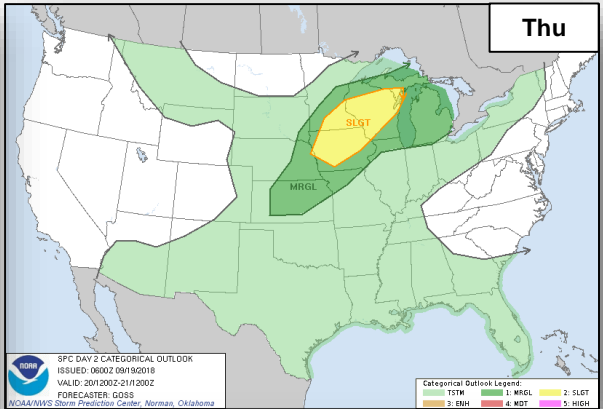 Thu
SLGT
MRGL
NOAA
SPC DAY 2 CATEGORICAL OUTLOOK
ISSUED: 0600Z 09/19/2018
VALID: 20/1200Z-21/1200Z
FORECASTER: GOSS
NOAA/NWS Storm Prediction Center, Norman, Oklahoma
Categorical Outlook Legend:
TSTM 1: MRGL 2: SLGT
3: ENH 4: MDT 5: HIGH